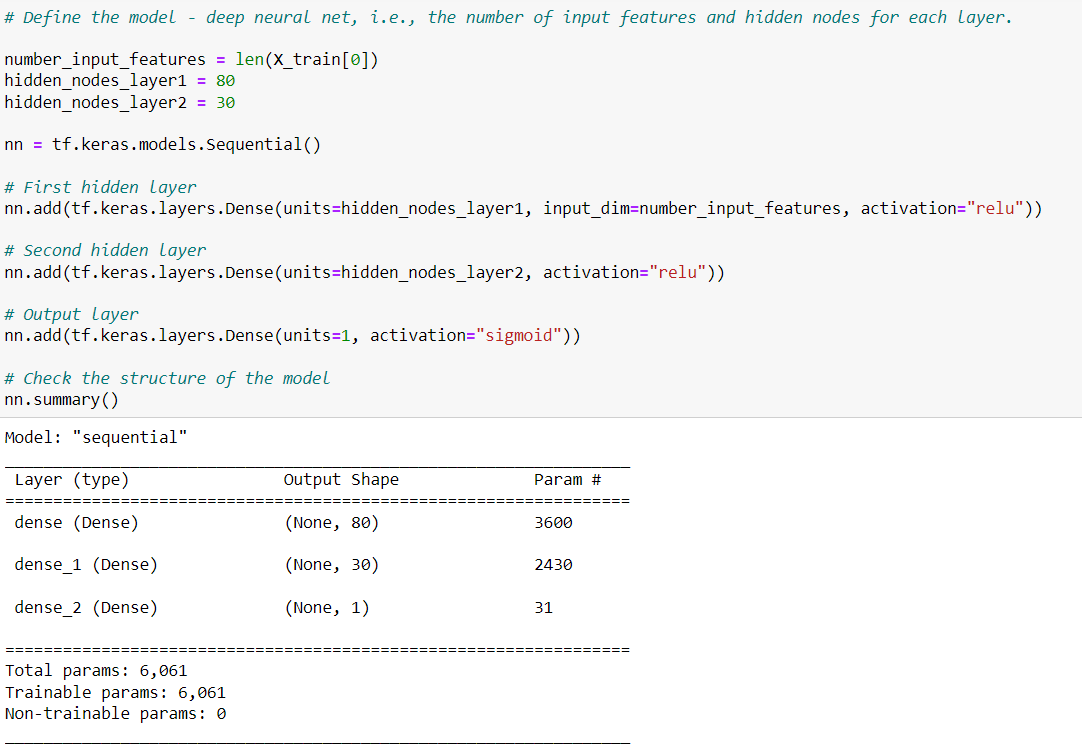 # Define the model - deep neural net, i.e., the number of input features and hidden nodes for each layer.
number_input_features = len(X_train[0])
hidden_nodes_layer1 = 80
hidden_nodes_layer2 = 30
nn = tf.keras.models.Sequential()
# First hidden layer
nn.add(tf.keras.layers.Dense(units=hidden_nodes_layer1, input_dim=number_input_features, activation="relu"))
# Second hidden layer
nn.add(tf.keras.layers.Dense(units=hidden_nodes_layer2, activation="relu"))
# Output layer
nn.add(tf.keras.layers.Dense(units=1, activation="sigmoid"))
# Check the structure of the model
nn.summary()
Model: "sequential"
_________________________________________________________________
Layer (type) Output Shape Param #
=================================================================
dense (Dense) (None, 80) 3600
dense_1 (Dense) (None, 30) 2430
dense_2 (Dense) (None, 1) 31
=================================================================
Total params: 6,061
Trainable params: 6,061
Non-trainable params: 0
_________________________________________________________________